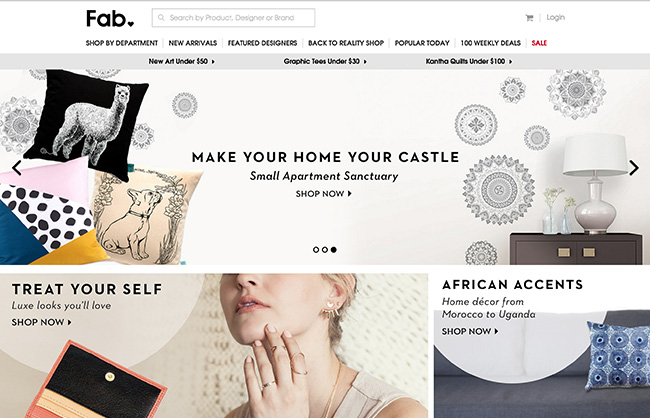 Fab.
Search by Product, Designer or Brand
Login
SHOP BY DEPARTMENT
NEW ARRIVALS
FEATURED DESIGNERS
BACK TO REALITY SHOP
POPULAR TODAY
100 WEEKLY DEALS
SALE
New Art Under $50
Graphic Tees Under $30
Kantha Quilts Under $100
MAKE YOUR HOME YOUR CASTLE
Small Apartment Sanctuary
SHOP NOW
TREAT YOUR SELF
Luxe looks you'll love
SHOP NOW
AFRICAN ACCENTS
Home décor from
Morocco to Uganda
SHOP NOW